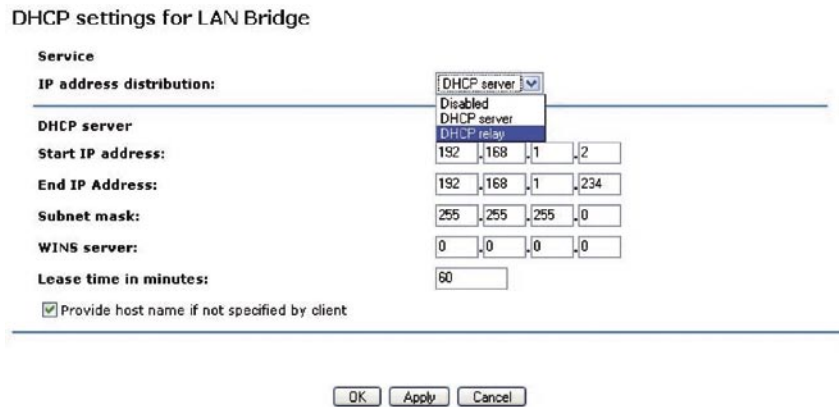 DHCP settings for LAN Bridge
Service
IP address distribution: DHCP server
Disabled
DHCP server
DHCP relay
DHCP server
Start IP address: 192 . 168 . 1 . 2
End IP Address: 192 . 168 . 1 . 234
Subnet mask: 255 . 255 . 255 . 0
WINS server: 0 . 0 . 0 . 0
Lease time in minutes: 60
Provide host name if not specified by client
OK Apply Cancel